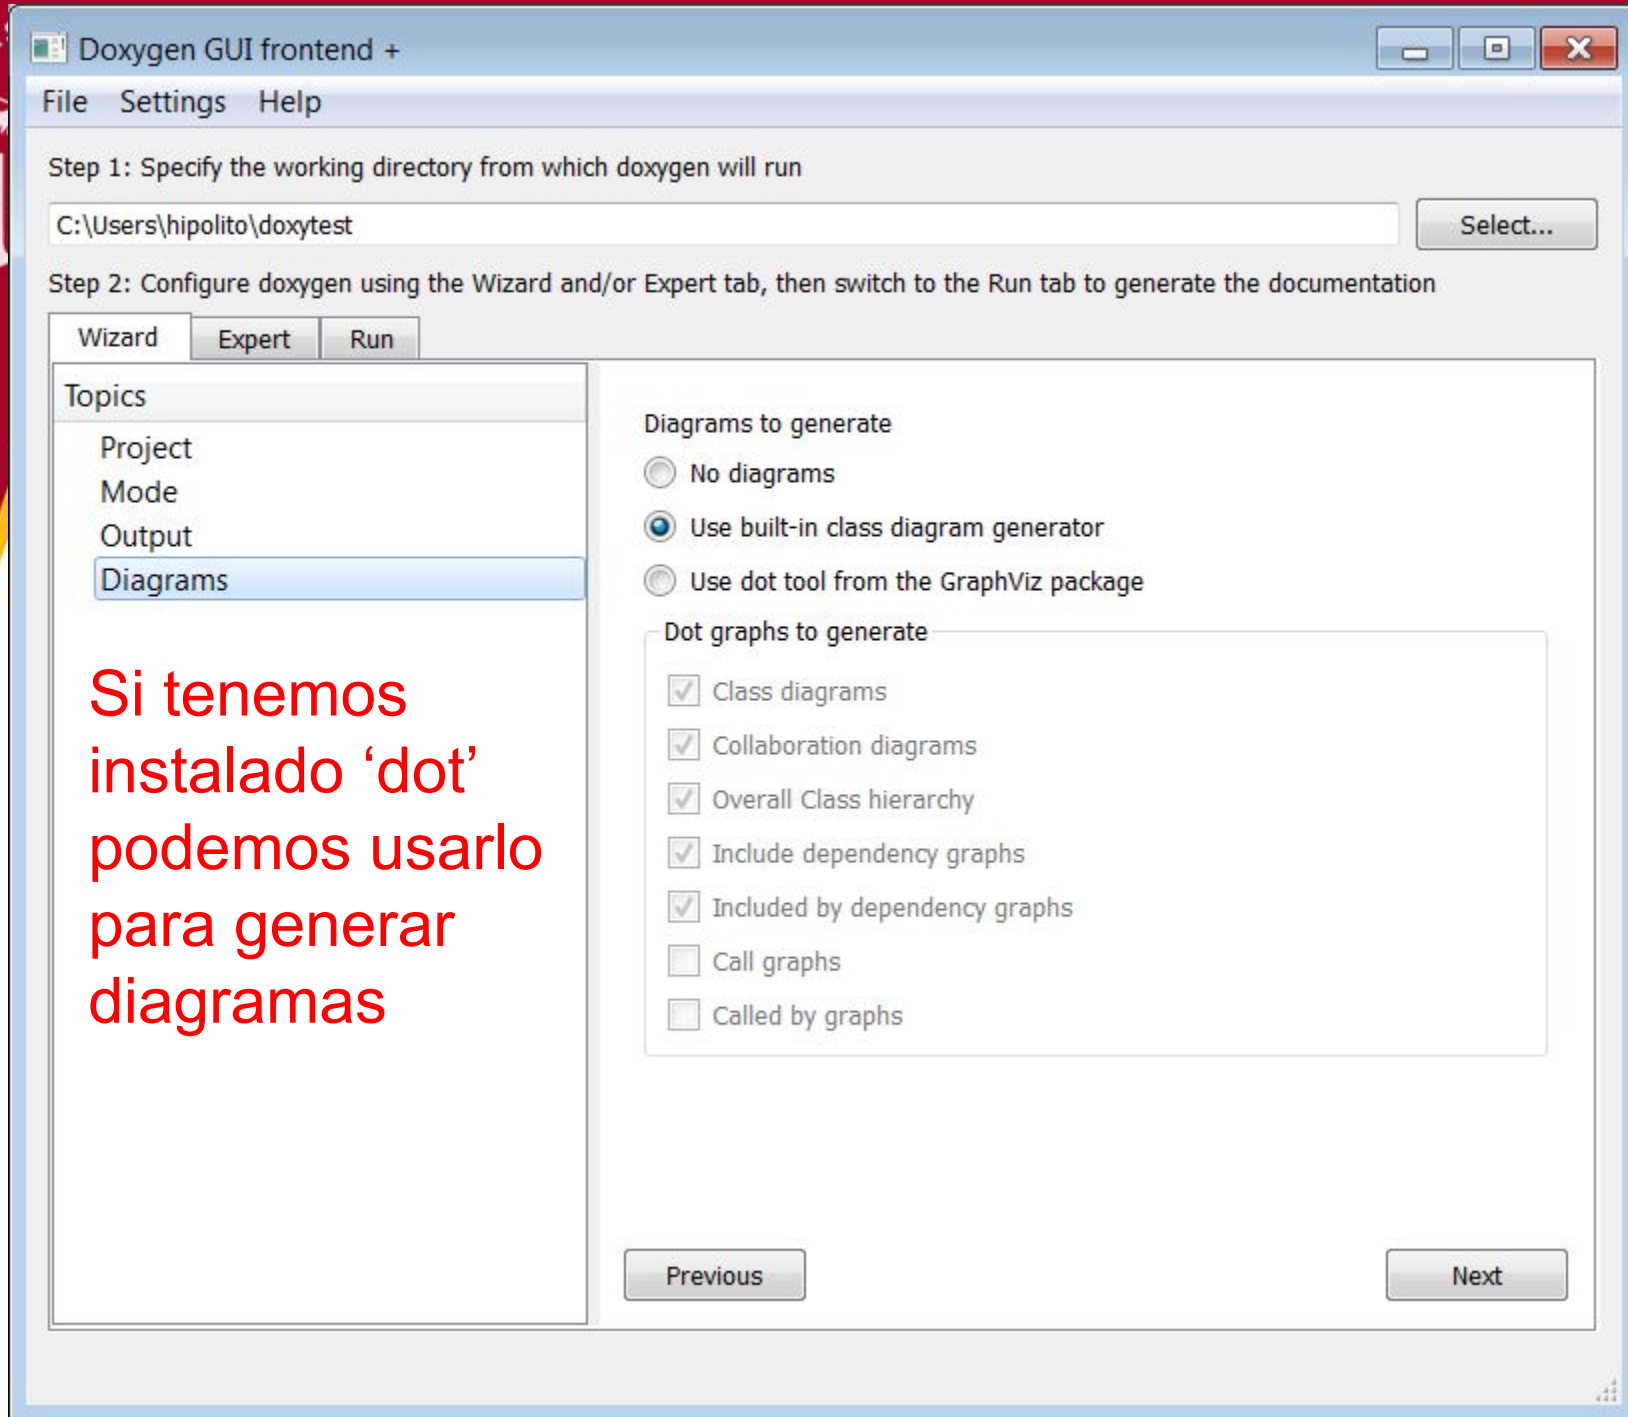 Doxygen GUI frontend +
File Settings Help
Step 1: Specify the working directory from which doxygen will run
C:\Users\hipolito\doxytest
Select...
Step 2: Configure doxygen using the Wizard and/or Expert tab, then switch to the Run tab to generate the documentation
Wizard Expert Run
Topics
Project
Mode
Output
Diagrams
Si tenemos
instalado ‘dot’
podemos usarlo
para generar
diagramas
Diagrams to generate
No diagrams
Use built-in class diagram generator
Use dot tool from the GraphViz package
Dot graphs to generate
Class diagrams
Collaboration diagrams
Overall Class hierarchy
Include dependency graphs
Included by dependency graphs
Call graphs
Called by graphs
Previous
Next